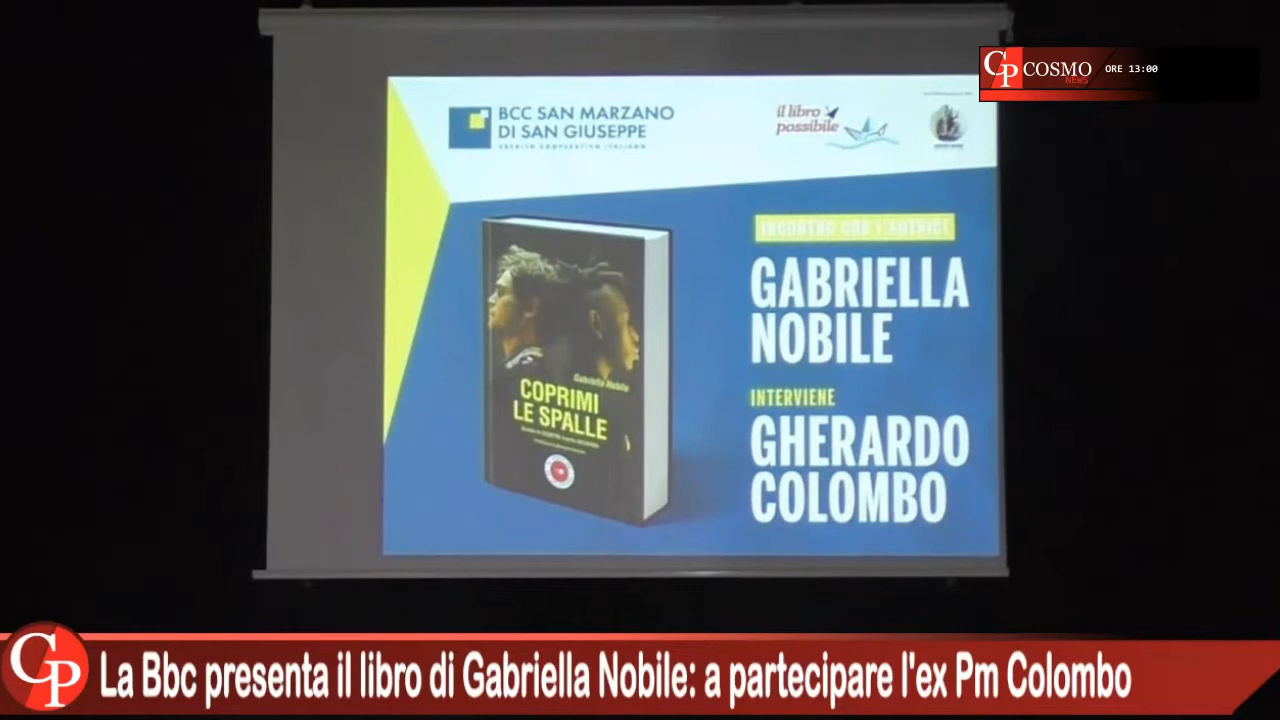 CP COSMO
NEWS
ORE 13:00
BCC SAN MARZANO
DI SAN GIUSEPPE
CREDITO COOPERATIVO ITALIANO
il libro
possibile
INCONTRO CON L'AUTRICE
GABRIELLA
NOBILE
INTERVIENE
GHERARDO
COLOMBO
Gabriella Nobile
COPRIMI
LE SPALLE
CP
La Bbc presenta il libro di Gabriella Nobile: a partecipare l'ex Pm Colombo